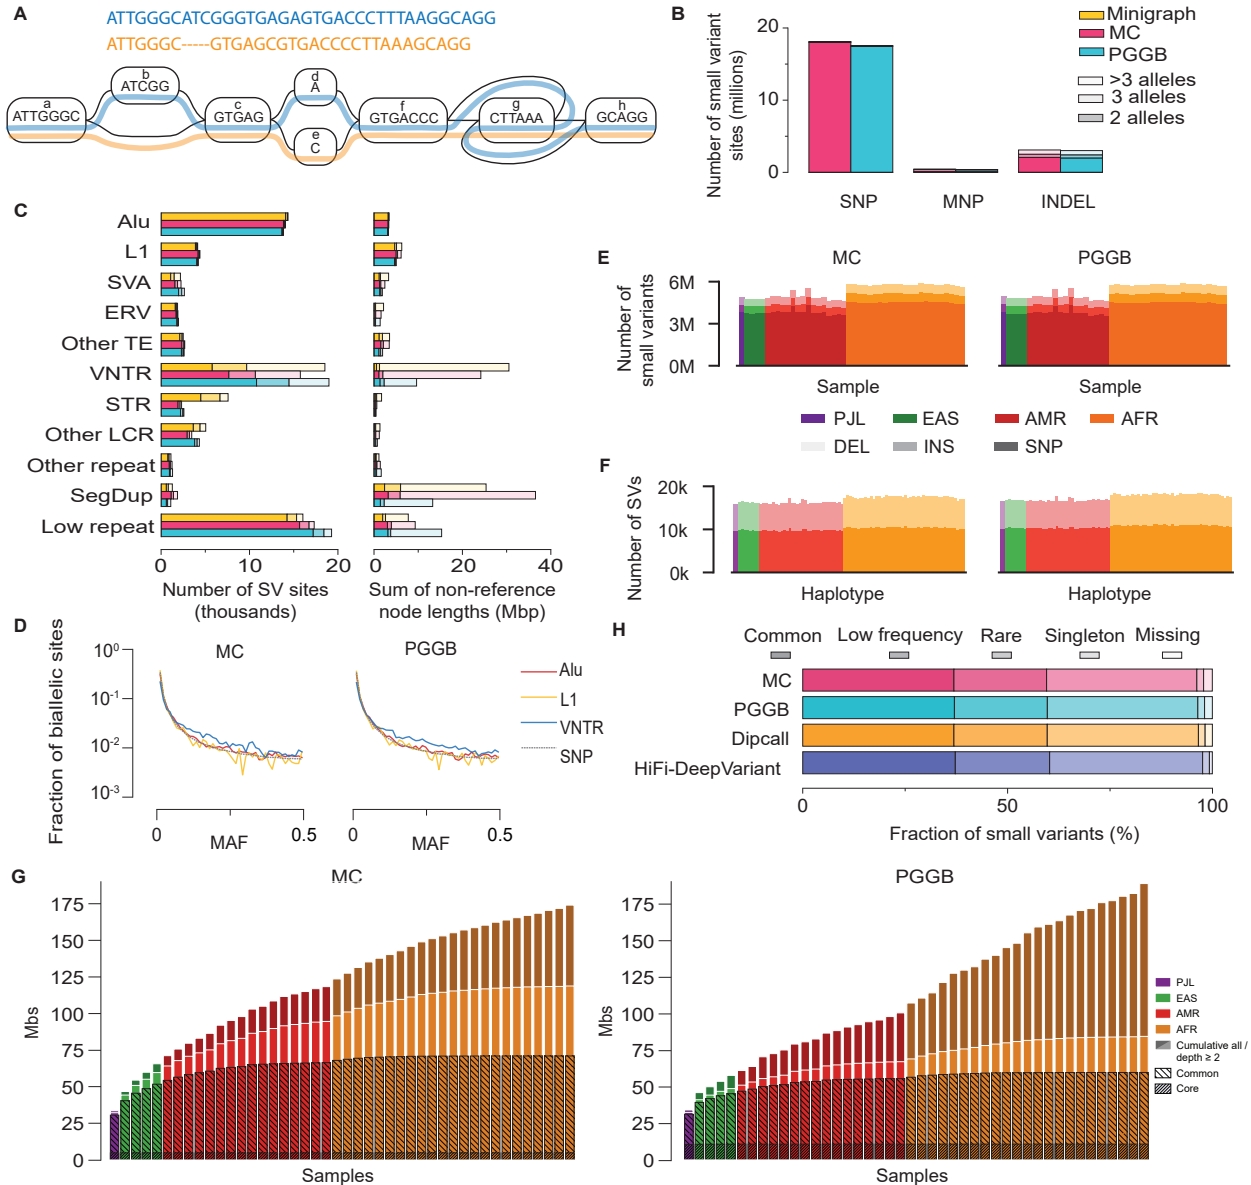 A
ATTGGGCATCGGGTGAGAGTGACCCTTTAAGGCAGG
ATTGGGC-----GTGAGCGTGACCCCTTAAAGCAGG
a
ATTGGGC
b
ATCGG
c
GTGAG
d
A
e
C
f
GTGACCC
g
CTTAAA
h
GCAGG
B
Number of small variant
sites (millions)
20
10
0
SNP
MNP
INDEL
Minigraph
MC
PGGB
>3 alleles
3 alleles
2 alleles
C
Alu
L1
SVA
ERV
Other TE
VNTR
STR
Other LCR
Other repeat
SegDup
Low repeat
0
10
20
Number of SV sites
(thousands)
0
20
40
Sum of non-reference
node lengths (Mbp)
D
Fraction of biallelic sites
10⁰
10⁻¹
10⁻²
10⁻³
MC
PGGB
0
0.5
MAF
0
0.5
MAF
Alu
L1
VNTR
SNP
E
MC
PGGB
Number of
small variants
6M
3M
0M
Sample
Sample
PJL
EAS
AMR
AFR
DEL
INS
SNP
F
Number of SVs
20k
10k
0k
Haplotype
Haplotype
H
Common
Low frequency
Rare
Singleton
Missing
MC
PGGB
Dipcall
HiFi-DeepVariant
0
50
100
Fraction of small variants (%)
G
MC
Mbs
175
150
125
100
75
50
25
0
Samples
PGGB
Mbs
175
150
125
100
75
50
25
0
Samples
PJL
EAS
AMR
AFR
Cumulative all /
depth ≥ 2
Common
Core